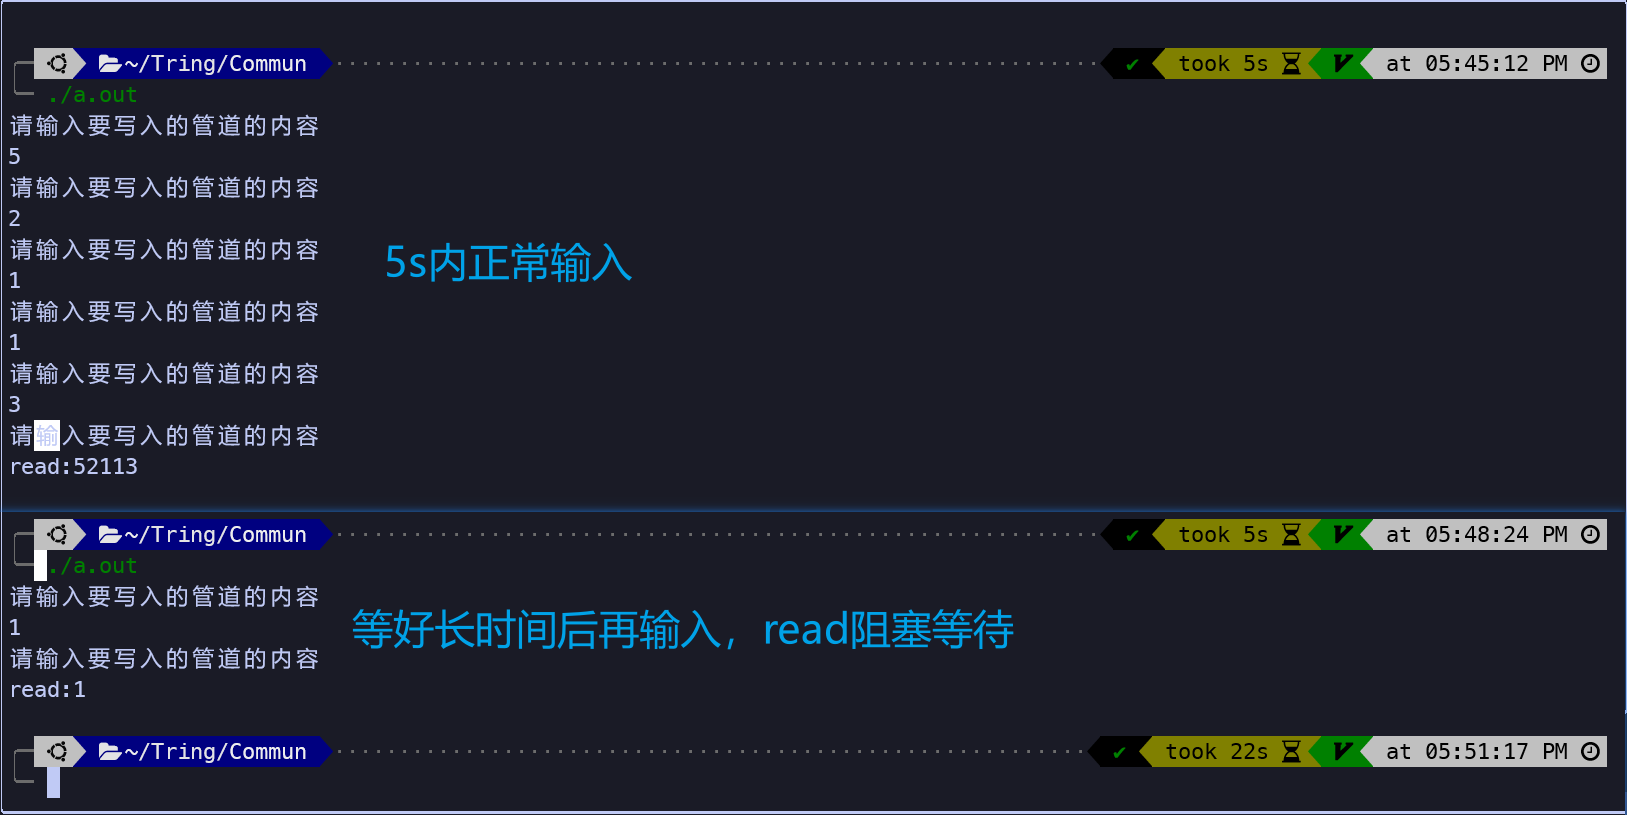 ~/Tring/Commun ✔ took 5s at 05:45:12 PM
./a.out
请输入要写入的管道的内容
5
请输入要写入的管道的内容
2
请输入要写入的管道的内容
5s内正常输入
1
请输入要写入的管道的内容
1
请输入要写入的管道的内容
3
请输入要写入的管道的内容
read:52113
~/Tring/Commun ✔ took 5s at 05:48:24 PM
./a.out
请输入要写入的管道的内容
1
等好长时间后再输入，read阻塞等待
请输入要写入的管道的内容
read:1
~/Tring/Commun ✔ took 22s at 05:51:17 PM